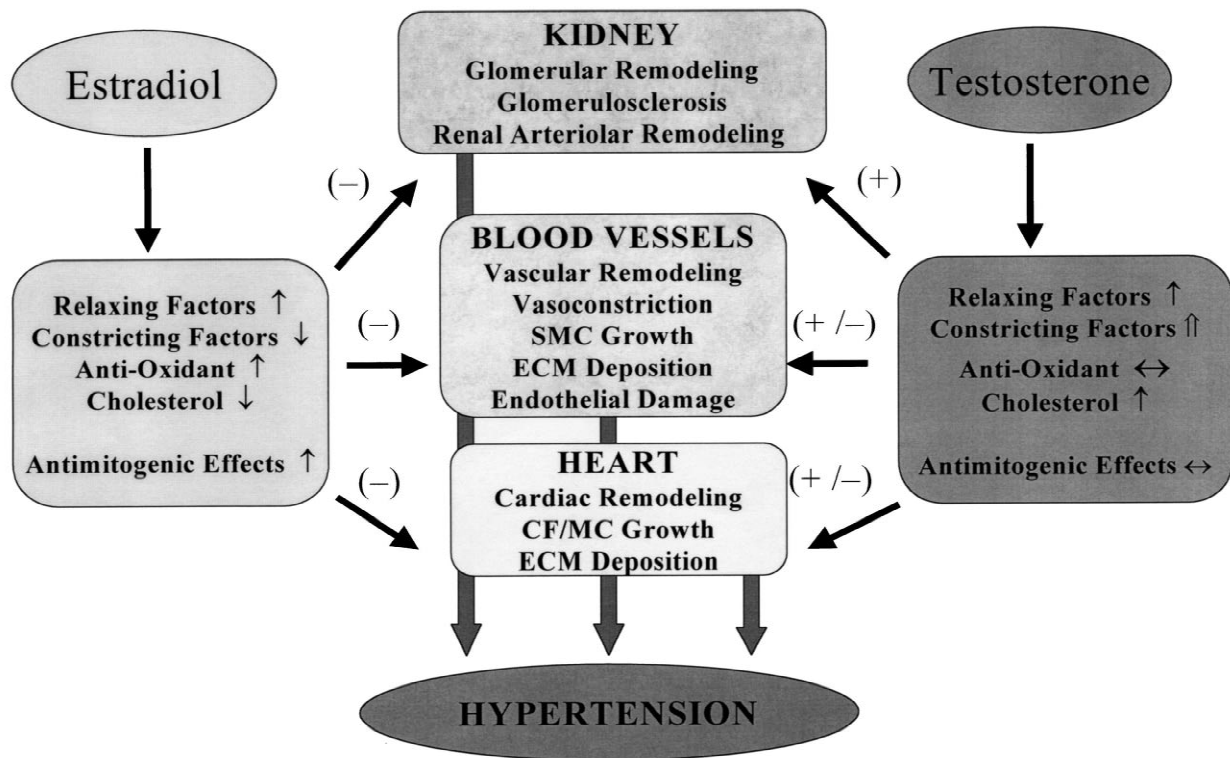 Estradiol
KIDNEY
Glomerular Remodeling
Glomerulosclerosis
Renal Arteriolar Remodeling
Testosterone
(–)
(+)
BLOOD VESSELS
Vascular Remodeling
Vasoconstriction
SMC Growth
ECM Deposition
Endothelial Damage
Relaxing Factors ↑
Constricting Factors ↓
Anti-Oxidant ↑
Cholesterol ↓
Antimitogenic Effects ↑
(–)
(+ /–)
Relaxing Factors ↑
Constricting Factors ⇑
Anti-Oxidant ↔
Cholesterol ↑
Antimitogenic Effects ↔
(–)
HEART
Cardiac Remodeling
CF/MC Growth
ECM Deposition
(+ /–)
HYPERTENSION